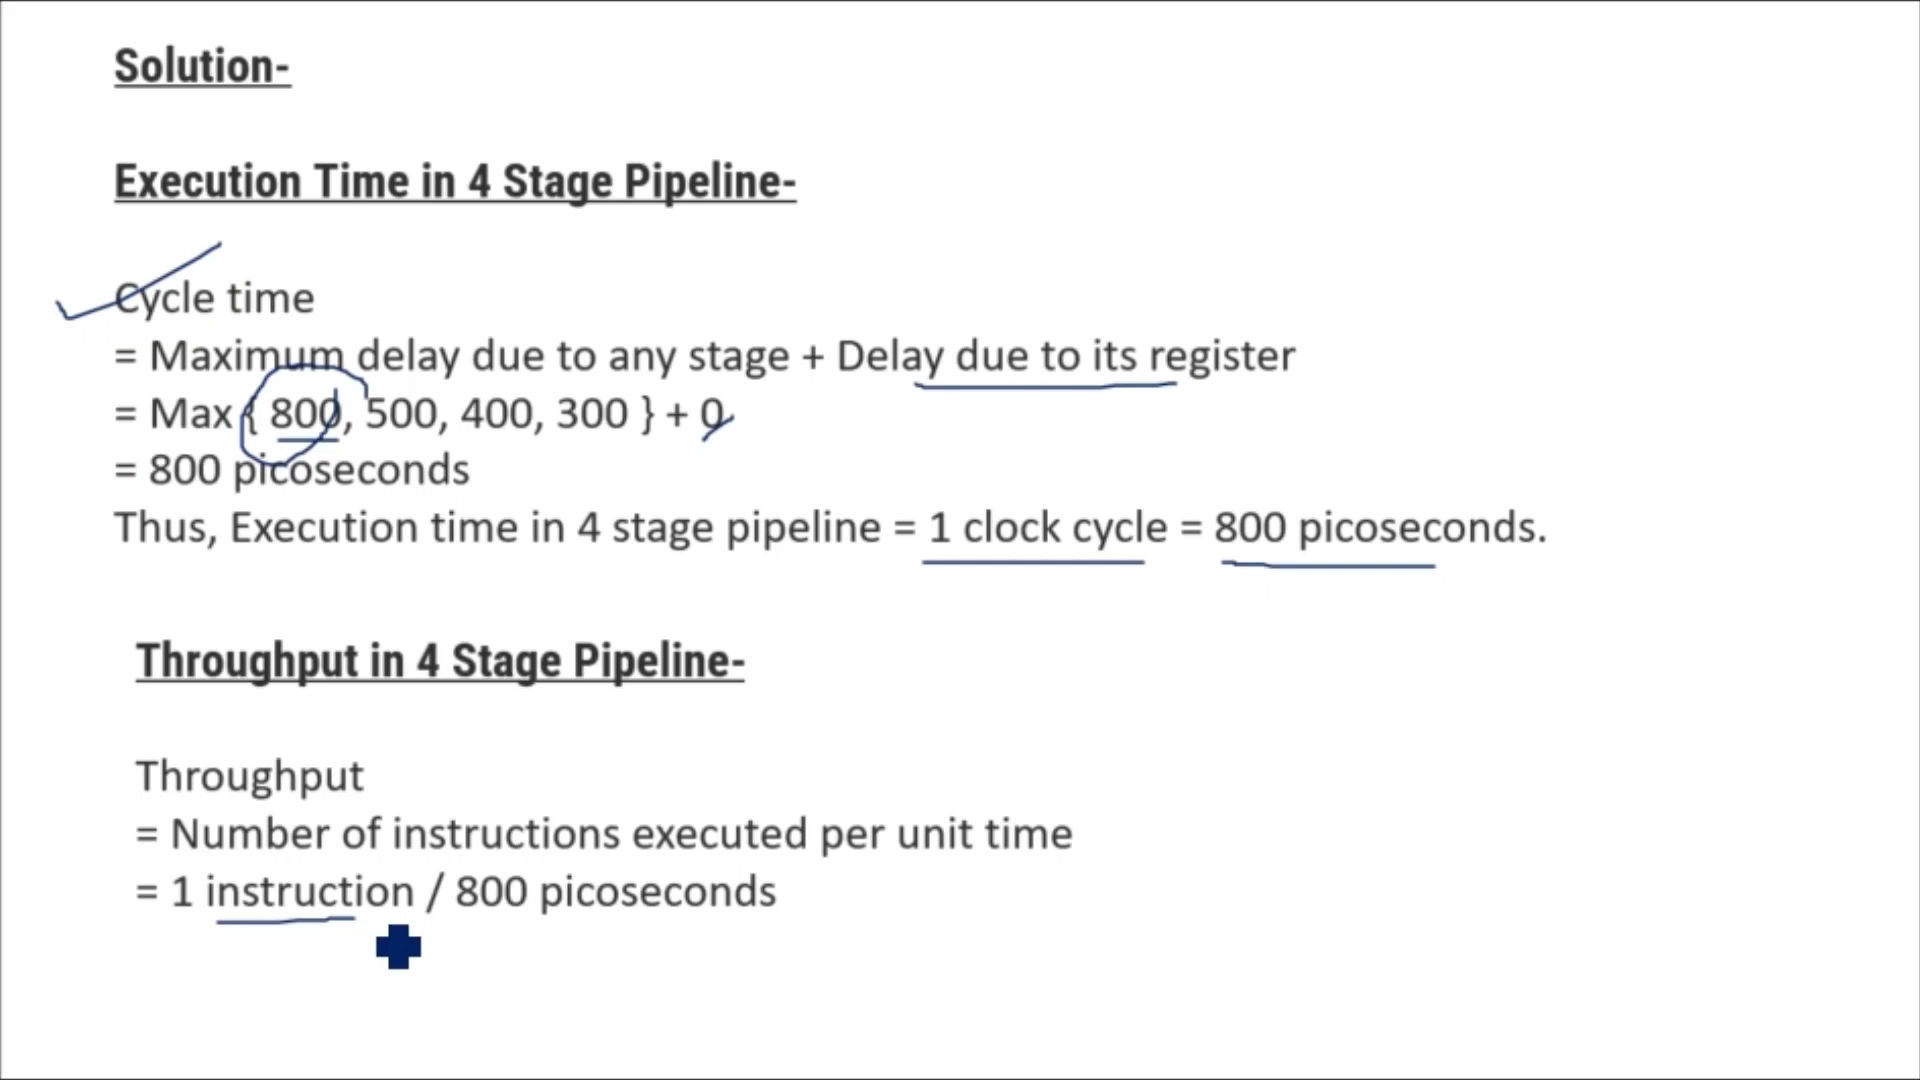 Solution-
Execution Time in 4 Stage Pipeline-
Cycle time
= Maximum delay due to any stage + Delay due to its register
= Max { 800, 500, 400, 300 } + 0
= 800 picoseconds
Thus, Execution time in 4 stage pipeline = 1 clock cycle = 800 picoseconds.
Throughput in 4 Stage Pipeline-
Throughput
= Number of instructions executed per unit time
= 1 instruction / 800 picoseconds